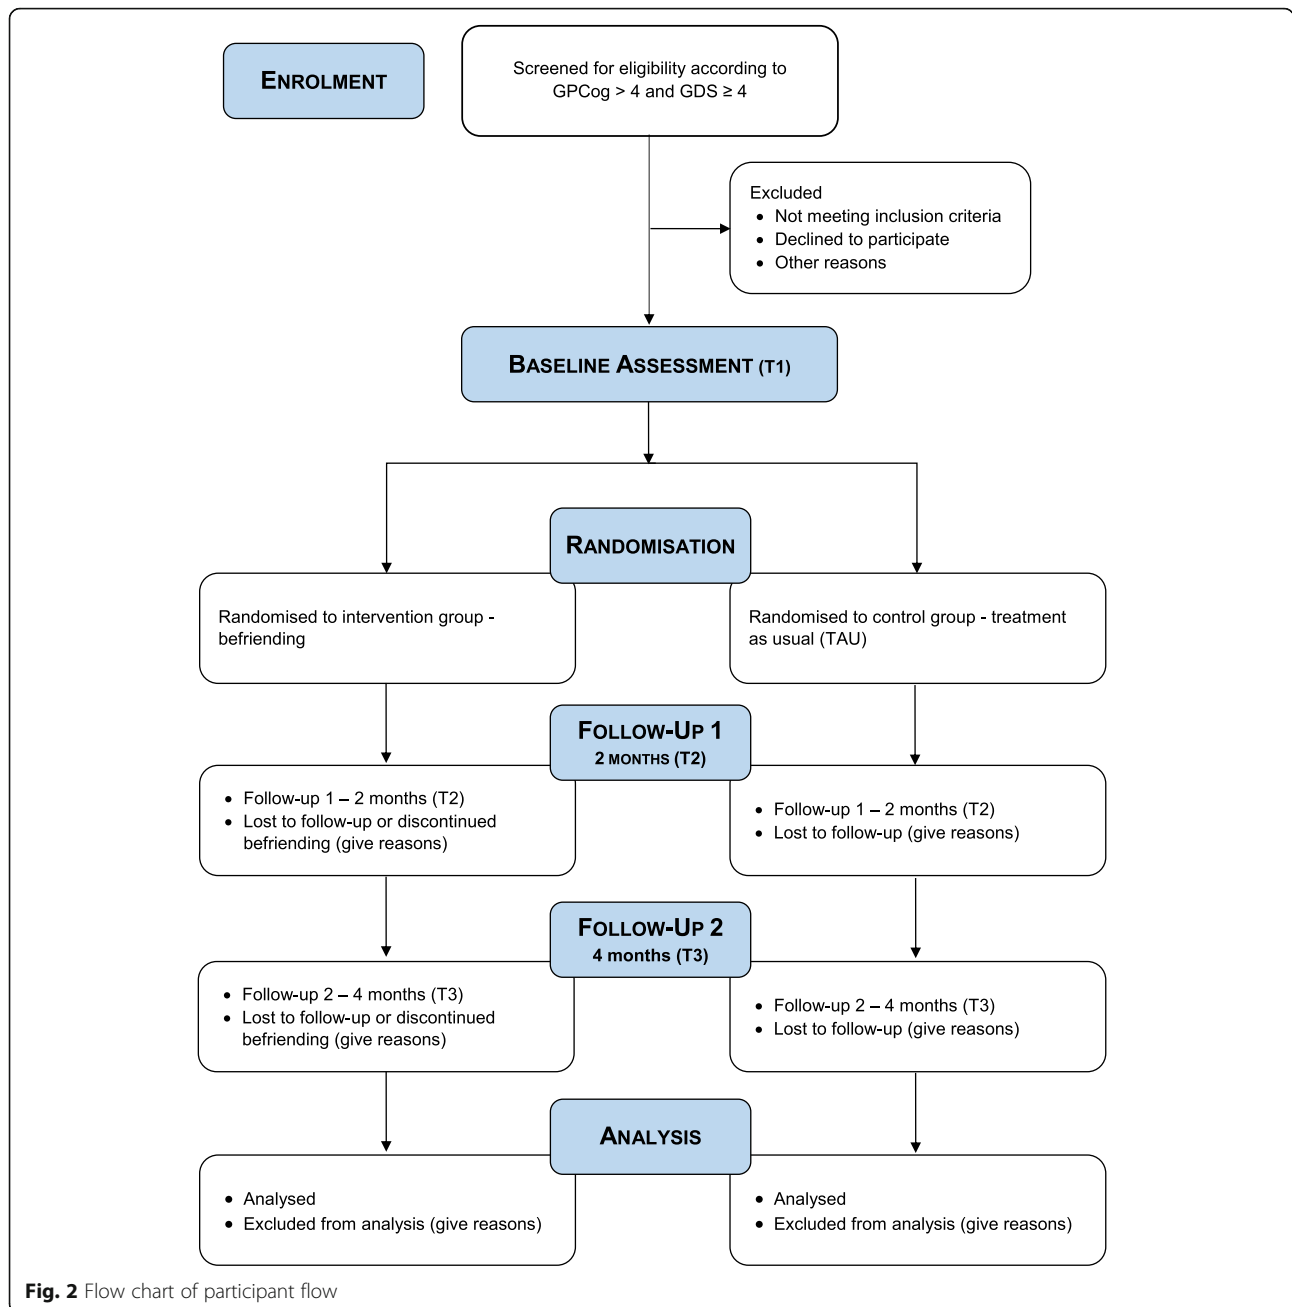 ENROLMENT
Screened for eligibility according to
GPCog > 4 and GDS ≥ 4
Excluded
• Not meeting inclusion criteria
• Declined to participate
• Other reasons
BASELINE ASSESSMENT (T1)
RANDOMISATION
Randomised to intervention group -
befriending
Randomised to control group - treatment
as usual (TAU)
FOLLOW-UP 1
2 MONTHS (T2)
• Follow-up 1 – 2 months (T2)
• Lost to follow-up or discontinued
befriending (give reasons)
• Follow-up 1 – 2 months (T2)
• Lost to follow-up (give reasons)
FOLLOW-UP 2
4 months (T3)
• Follow-up 2 – 4 months (T3)
• Lost to follow-up or discontinued
befriending (give reasons)
• Follow-up 2 – 4 months (T3)
• Lost to follow-up (give reasons)
ANALYSIS
• Analysed
• Excluded from analysis (give reasons)
• Analysed
• Excluded from analysis (give reasons)
Fig. 2 Flow chart of participant flow